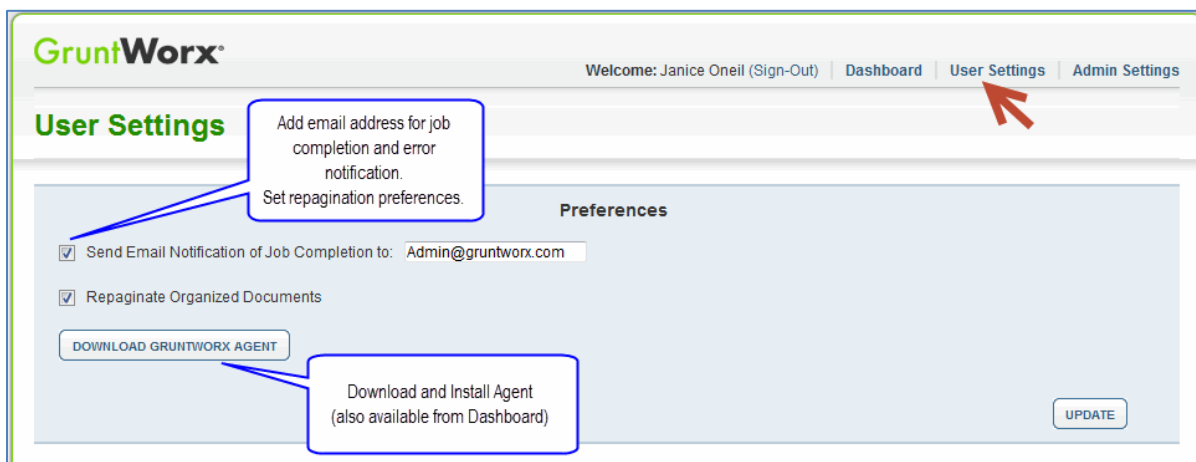 GruntWorx®
Welcome: Janice Oneil (Sign-Out) Dashboard User Settings Admin Settings
User Settings
Add email address for job
completion and error
notification.
Set repagination preferences.
Preferences
Send Email Notification of Job Completion to: Admin@gruntworx.com
Repaginate Organized Documents
DOWNLOAD GRUNTWORX AGENT
Download and Install Agent
(also available from Dashboard)
UPDATE